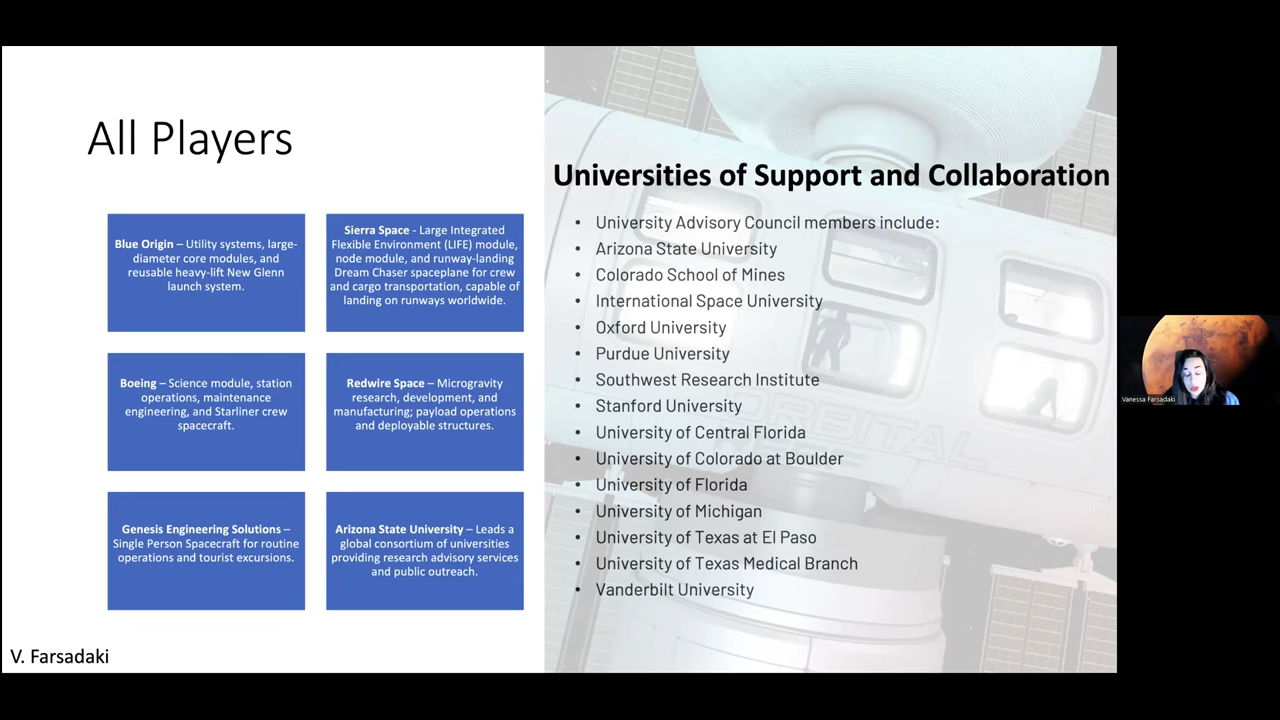 All Players
Blue Origin – Utility systems, large-
diameter core modules, and
reusable heavy-lift New Glenn
launch system.
Sierra Space - Large Integrated
Flexible Environment (LIFE) module,
node module, and runway-landing
Dream Chaser spaceplane for crew
and cargo transportation, capable of
landing on runways worldwide.
Boeing – Science module, station
operations, maintenance
engineering, and Starliner crew
spacecraft.
Redwire Space – Microgravity
research, development, and
manufacturing; payload operations
and deployable structures.
Genesis Engineering Solutions –
Single Person Spacecraft for routine
operations and tourist excursions.
Arizona State University – Leads a
global consortium of universities
providing research advisory services
and public outreach.
V. Farsadaki
Universities of Support and Collaboration
• University Advisory Council members include:
• Arizona State University
• Colorado School of Mines
• International Space University
• Oxford University
• Purdue University
• Southwest Research Institute
• Stanford University
• University of Central Florida
• University of Colorado at Boulder
• University of Florida
• University of Michigan
• University of Texas at El Paso
• University of Texas Medical Branch
• Vanderbilt University
ORBITAL
Vanessa Farsadaki